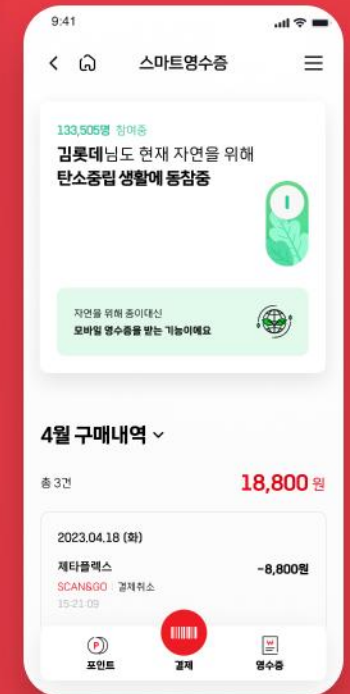 9:41
스마트영수증
133,505명 참여중
김롯데님도 현재 자연을 위해
탄소중립 생활에 동참중
자연을 위해 종이대신
모바일 영수증을 받는 기능이에요
4월 구매내역
총 3건
18,800 원
2023.04.18 (화)
제타플렉스
-8,800원
SCAN&GO 결제취소
15:21:09
P
포인트
결제
영수증